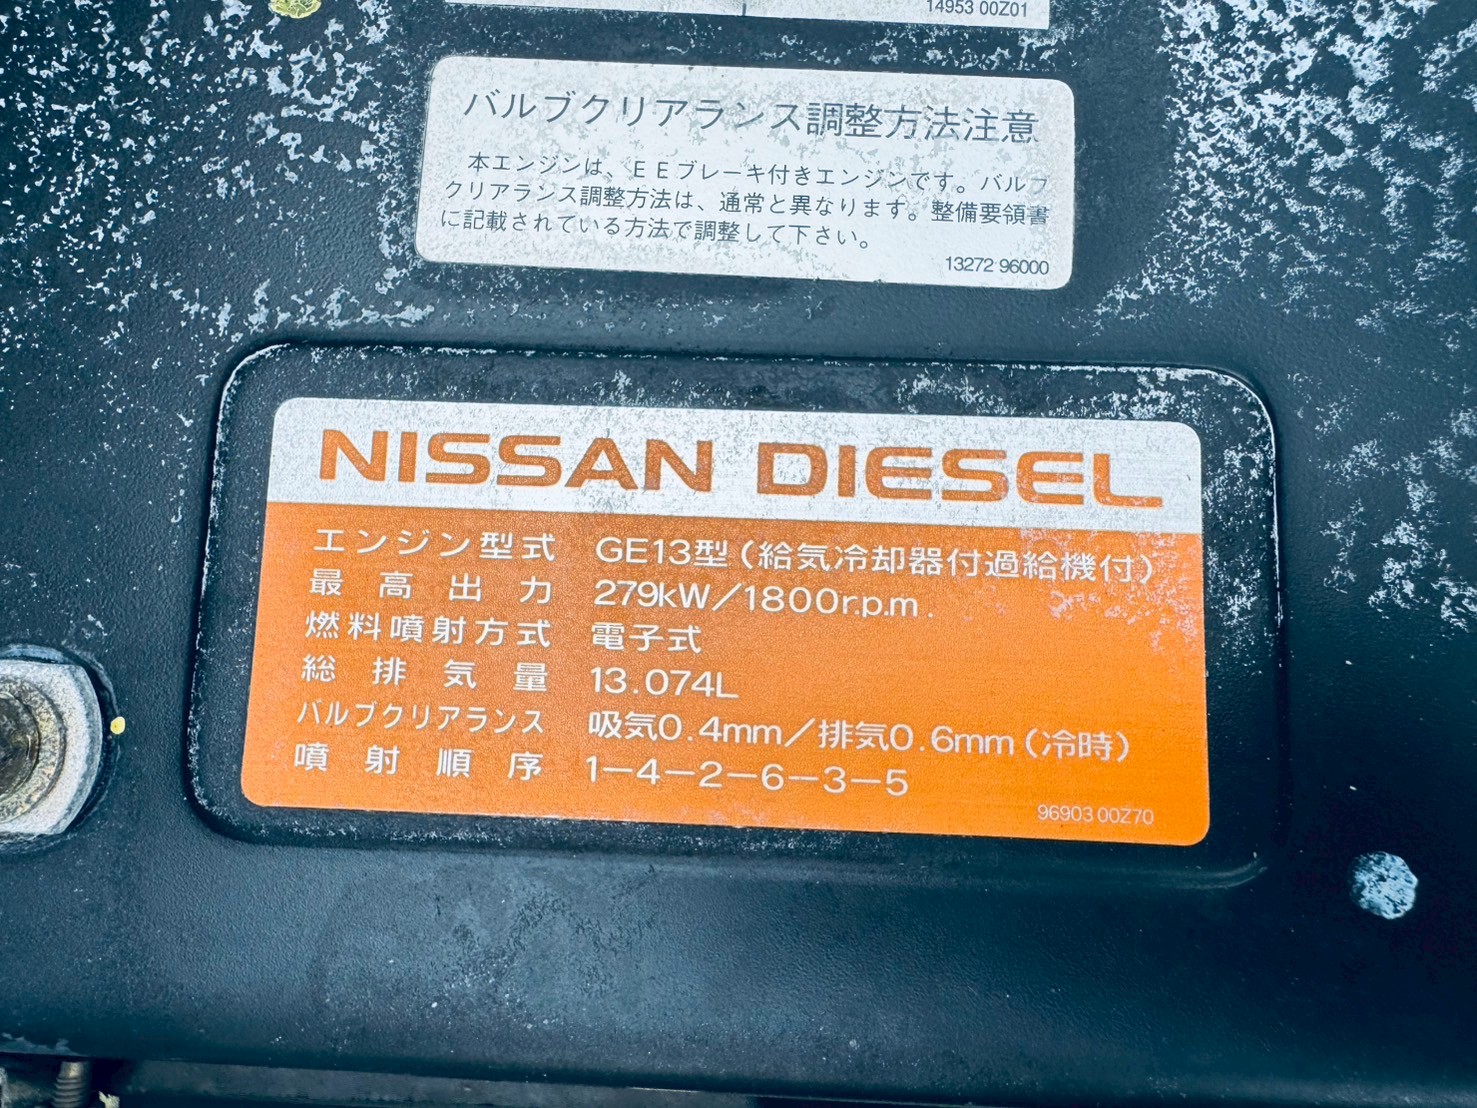 14953 00Z01
バルブクリアランス調整方法注意
本エンジンは、EEブレーキ付きエンジンです。バルブ
クリアランス調整方法は、通常と異なります。整備要領書
に記載されている方法で調整して下さい。
13272 96000
NISSAN DIESEL
エンジン型式 GE13型(給気冷却器付過給機付)
最高出力 279kW/1800r.p.m.
燃料噴射方式 電子式
総排気量 13.074L
バルブクリアランス 吸気0.4mm/排気0.6mm(冷時)
噴射順序 1-4-2-6-3-5
96903 00Z70